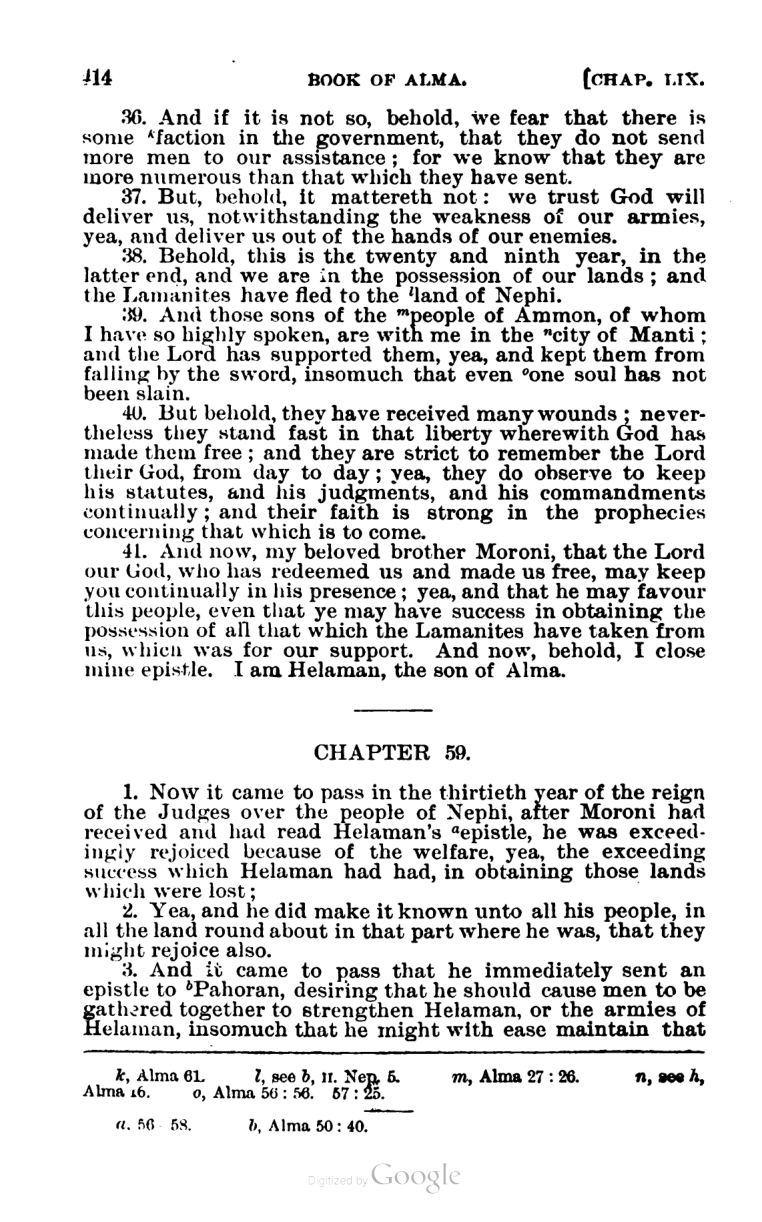 414 BOOK OF ALMA. [CHAP. LIX.
36. And if it is not so, behold, we fear that there is
some ᵏfaction in the government, that they do not send
more men to our assistance; for we know that they are
more numerous than that which they have sent.
37. But, behold, it mattereth not: we trust God will
deliver us, notwithstanding the weakness of our armies,
yea, and deliver us out of the hands of our enemies.
38. Behold, this is the twenty and ninth year, in the
latter end, and we are in the possession of our lands; and
the Lamanites have fled to the ˡland of Nephi.
39. And those sons of the ᵐpeople of Ammon, of whom
I have so highly spoken, are with me in the ⁿcity of Manti;
and the Lord has supported them, yea, and kept them from
falling by the sword, insomuch that even ᵒone soul has not
been slain.
40. But behold, they have received many wounds; never-
theless they stand fast in that liberty wherewith God has
made them free; and they are strict to remember the Lord
their God, from day to day; yea, they do observe to keep
his statutes, and his judgments, and his commandments
continually; and their faith is strong in the prophecies
concerning that which is to come.
41. And now, my beloved brother Moroni, that the Lord
our God, who has redeemed us and made us free, may keep
you continually in his presence; yea, and that he may favour
this people, even that ye may have success in obtaining the
possession of all that which the Lamanites have taken from
us, which was for our support. And now, behold, I close
mine epistle. I am Helaman, the son of Alma.
CHAPTER 59.
1. Now it came to pass in the thirtieth year of the reign
of the Judges over the people of Nephi, after Moroni had
received and had read Helaman's ᵃepistle, he was exceed-
ingly rejoiced because of the welfare, yea, the exceeding
success which Helaman had had, in obtaining those lands
which were lost;
2. Yea, and he did make it known unto all his people, in
all the land round about in that part where he was, that they
might rejoice also.
3. And it came to pass that he immediately sent an
epistle to ᵇPahoran, desiring that he should cause men to be
gathered together to strengthen Helaman, or the armies of
Helaman, insomuch that he might with ease maintain that
k, Alma 61. l, see b, II. Nep. 5. m, Alma 27 : 26. n, see h,
Alma 16. o, Alma 56 : 56. 57 : 25.
a. 56 - 58. b, Alma 50 : 40.
Digitized by Google